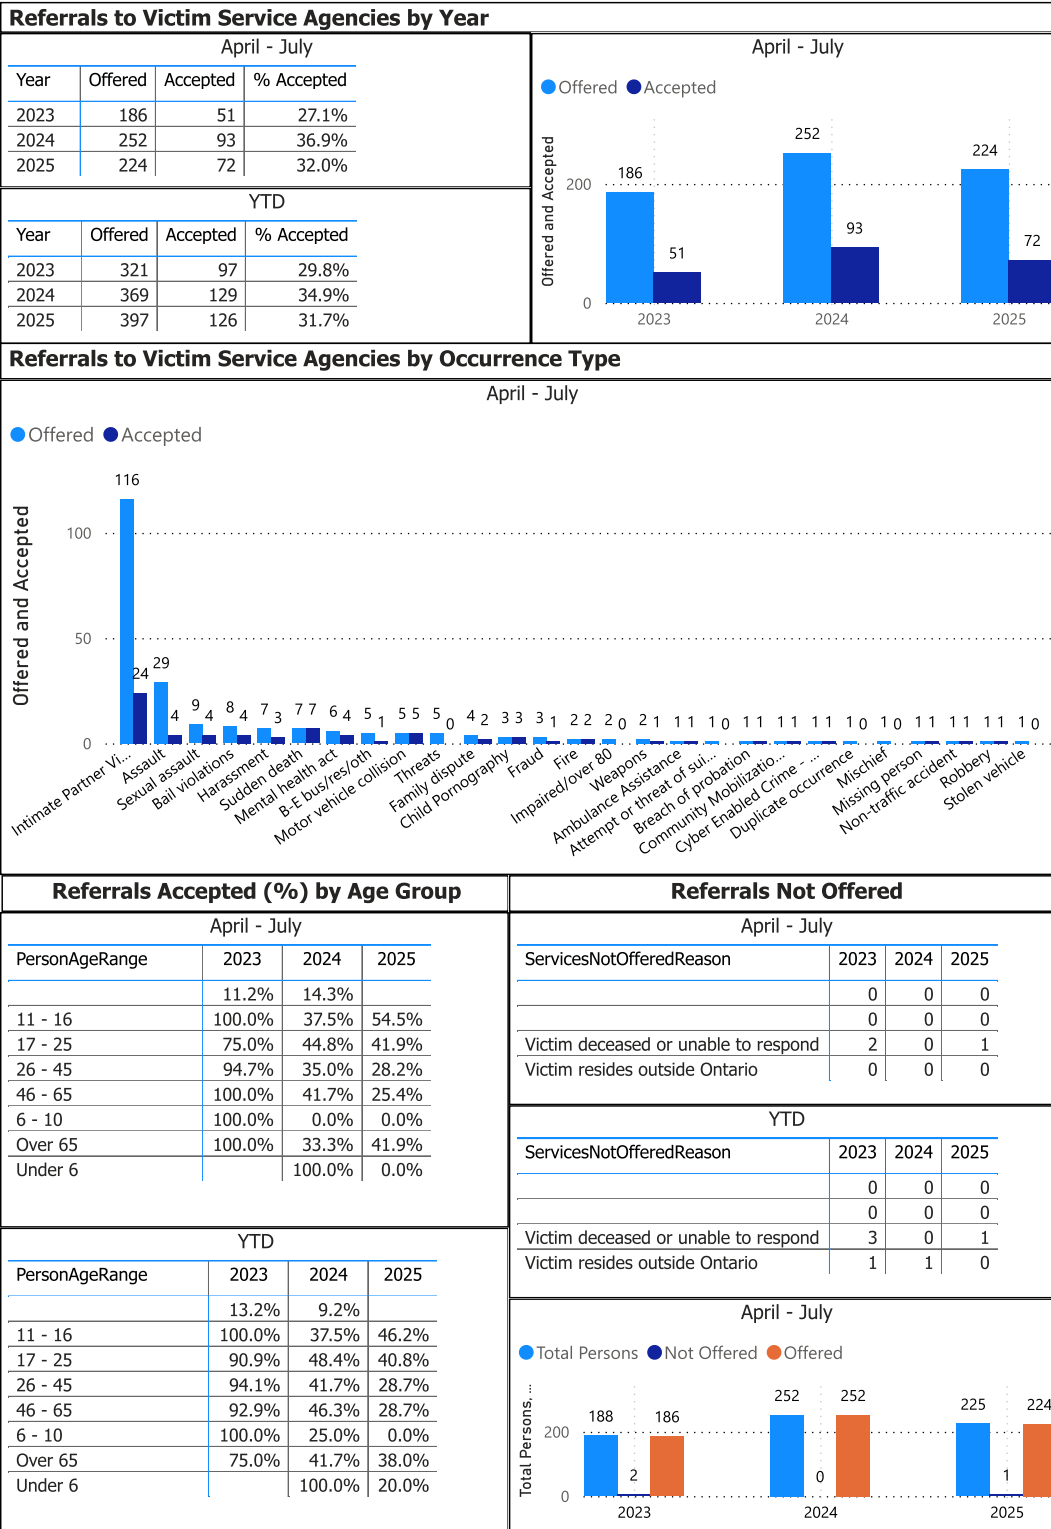 Referrals to Victim Service Agencies by Year
April - July
Year Offered Accepted % Accepted
2023 186 51 27.1%
2024 252 93 36.9%
2025 224 72 32.0%
YTD
Year Offered Accepted % Accepted
2023 321 97 29.8%
2024 369 129 34.9%
2025 397 126 31.7%
April - July
Offered Accepted
Offered and Accepted
200
0
186 51 252 93 224 72
2023 2024 2025
Referrals to Victim Service Agencies by Occurrence Type
April - July
Offered Accepted
Offered and Accepted
100
50
0
116 24 29 4 9 4 8 4 7 3 7 7 6 4 5 1 5 5 5 0 4 2 3 3 3 1 2 2 2 0 2 1 1 1 1 0 1 1 1 1 1 1 1 0 1 0 1 1 1 1 1 1 1 0
Intimate Partner Vi...
Assault
Sexual assault
Bail violations
Harassment
Sudden death
Mental health act
B-E bus/res/oth
Motor vehicle collision
Threats
Family dispute
Child Pornography
Fraud
Fire
Impaired/over 80
Weapons
Ambulance Assistance
Attempt or threat of sui...
Breach of probation
Community Mobilizatio...
Cyber Enabled Crime - ...
Duplicate occurrence
Mischief
Missing person
Non-traffic accident
Robbery
Stolen vehicle
Referrals Accepted (%) by Age Group
April - July
PersonAgeRange 2023 2024 2025
11.2% 14.3%
11 - 16 100.0% 37.5% 54.5%
17 - 25 75.0% 44.8% 41.9%
26 - 45 94.7% 35.0% 28.2%
46 - 65 100.0% 41.7% 25.4%
6 - 10 100.0% 0.0% 0.0%
Over 65 100.0% 33.3% 41.9%
Under 6 100.0% 0.0%
YTD
PersonAgeRange 2023 2024 2025
13.2% 9.2%
11 - 16 100.0% 37.5% 46.2%
17 - 25 90.9% 48.4% 40.8%
26 - 45 94.1% 41.7% 28.7%
46 - 65 92.9% 46.3% 28.7%
6 - 10 100.0% 25.0% 0.0%
Over 65 75.0% 41.7% 38.0%
Under 6 100.0% 20.0%
Referrals Not Offered
April - July
ServicesNotOfferedReason 2023 2024 2025
0 0 0
0 0 0
Victim deceased or unable to respond 2 0 1
Victim resides outside Ontario 0 0 0
YTD
ServicesNotOfferedReason 2023 2024 2025
0 0 0
0 0 0
Victim deceased or unable to respond 3 0 1
Victim resides outside Ontario 1 1 0
April - July
Total Persons Not Offered Offered
Total Persons, ...
200
0
188 2 186 252 0 252 225 1 224
2023 2024 2025